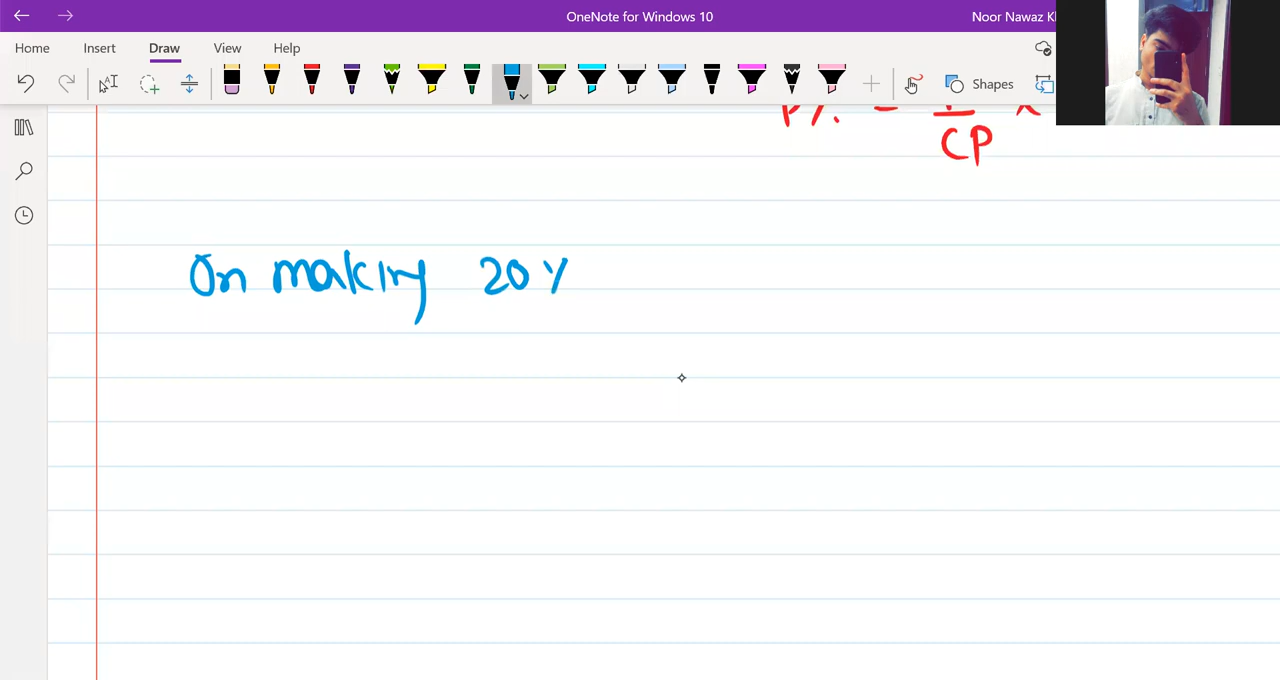 OneNote for Windows 10
Noor Nawaz K
Home Insert Draw View Help
Shapes
CP
On making 20 %